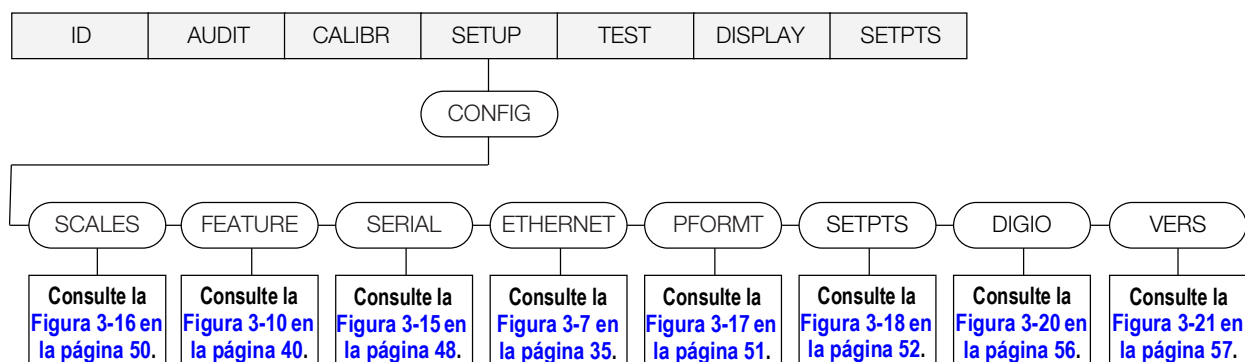 ID AUDIT CALIBR SETUP TEST DISPLAY SETPTS
CONFIG
SCALES FEATURE SERIAL ETHERNET PFORMT SETPTS DIGIO VERS
Consulte la
Figura 3-16 en
la página 50.
Consulte la
Figura 3-10 en
la página 40.
Consulte la
Figura 3-15 en
la página 48.
Consulte la
Figura 3-7 en
la página 35.
Consulte la
Figura 3-17 en
la página 51.
Consulte la
Figura 3-18 en
la página 52.
Consulte la
Figura 3-20 en
la página 56.
Consulte la
Figura 3-21 en
la página 57.